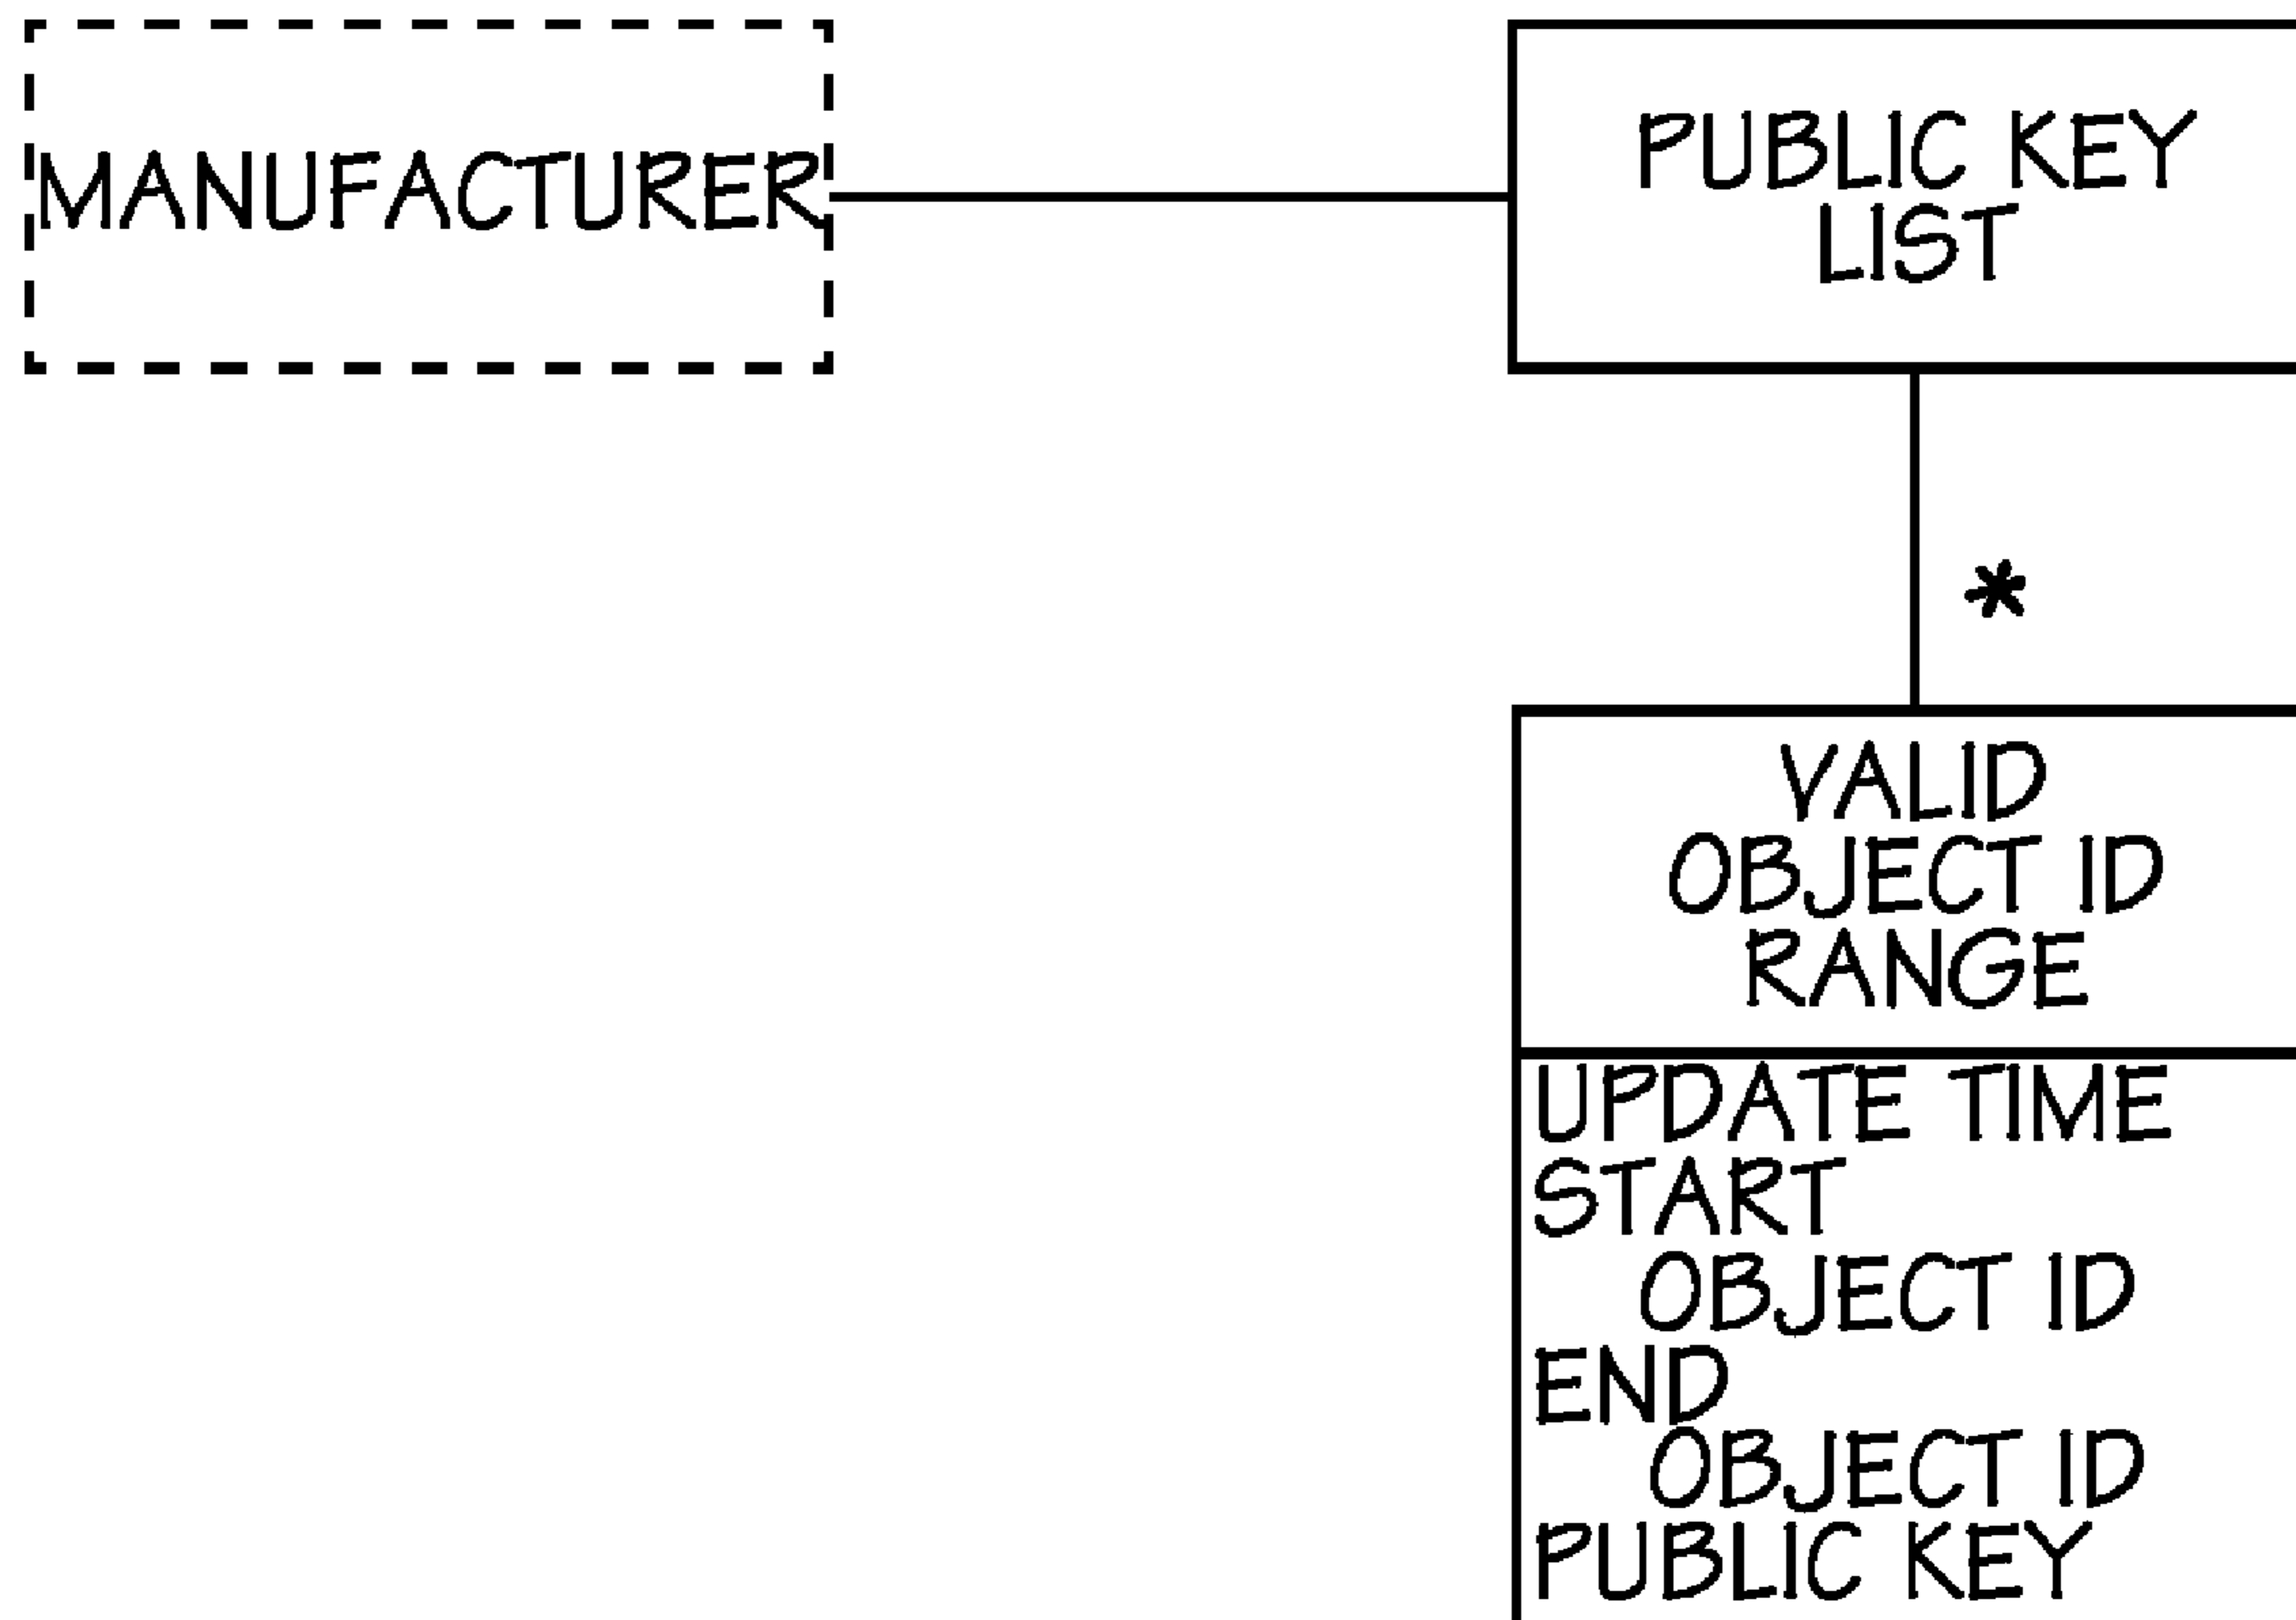 MANUFACTURER
PUBLIC KEY
LIST
*
VALID
OBJECT ID
RANGE
UPDATE TIME
START
OBJECT ID
END
OBJECT ID
PUBLIC KEY